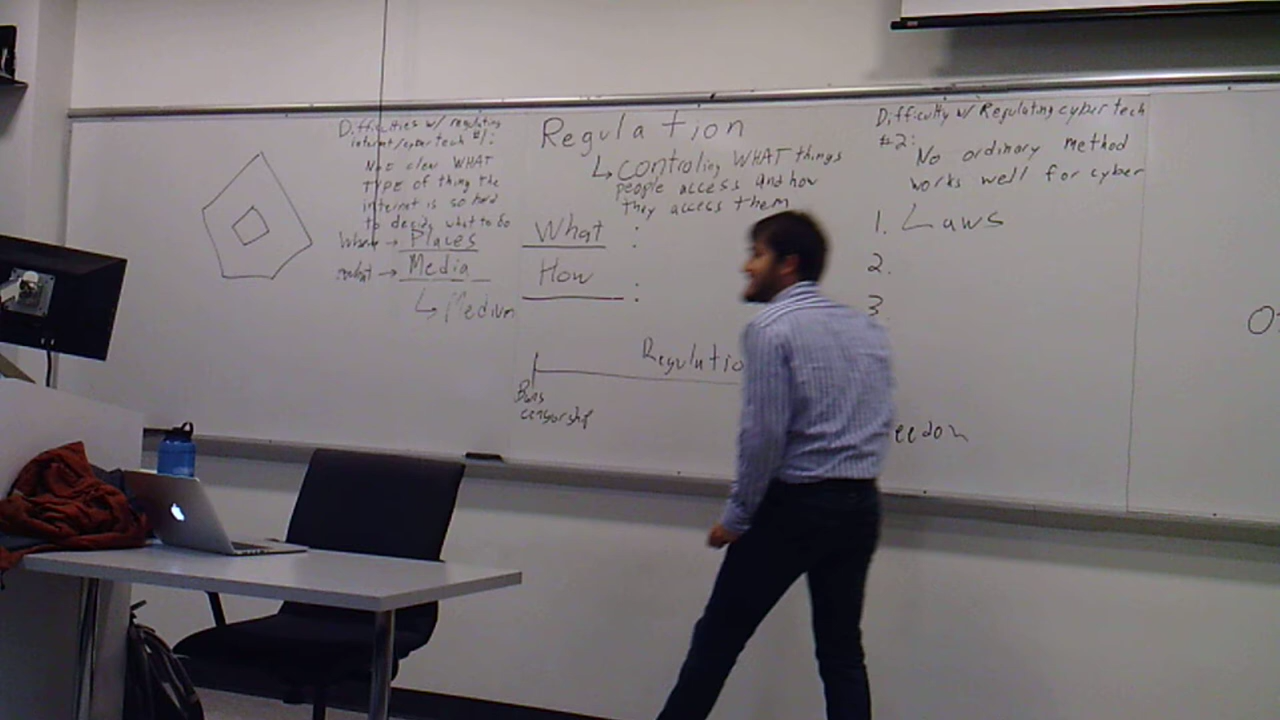 Difficulties w/ regulating
internet/cyber tech #1:
Not clear WHAT
TYPE of thing the
internet is so hard
to decide what to do
Where → Places
what → Media
↳ Medium
Regulation
↳ controling WHAT things
people access and how
they access them
What :
How :
Regulatio
Bans
censorship
eedom
Difficulty w/ Regulating cyber tech
#2: No ordinary method
works well for cyber
1. Laws
2.
3